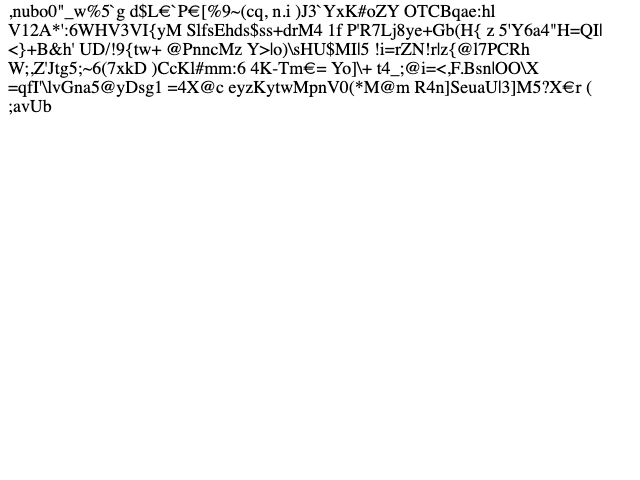 ,nubo0"_w%5`g d$L€`P€[%9~(cq, n.i )J3`YxK#oZY OTCBqae:hl
V12A*':6WHV3VI{yM SlfsEhds$ss+drM4 1f P'R7Lj8ye+Gb(H{ z 5'Y6a4"H=QI|
<}+B&h' UD/!9{tw+ @PnncMz Y>|o)\sHU$MI|5 !i=rZN!r|z{@l7PCRh
W;,Z'Jtg5;~6(7xkD )CcKl#mm:6 4K-Tm€= Yo]\+ t4_;@i=<,F.Bsn|OO\X
=qfI'\lvGna5@yDsg1 =4X@c eyzKytwMpnV0(*M@m R4n]SeuaU|3]M5?X€r (
;avUb